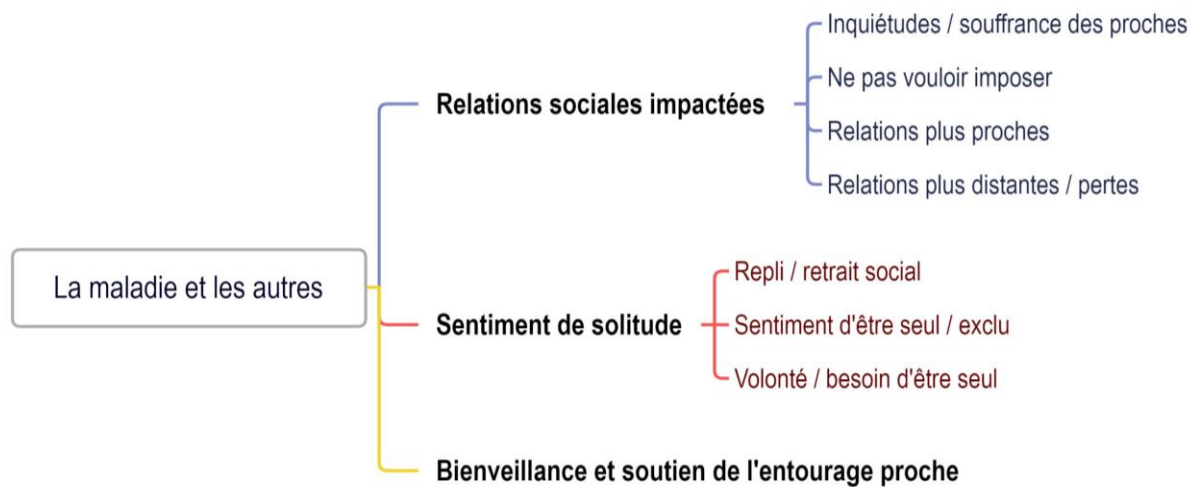 La maladie et les autres
Relations sociales impactées
Inquiétudes / souffrance des proches
Ne pas vouloir imposer
Relations plus proches
Relations plus distantes / pertes
Sentiment de solitude
Repli / retrait social
Sentiment d'être seul / exclu
Volonté / besoin d'être seul
Bienveillance et soutien de l'entourage proche